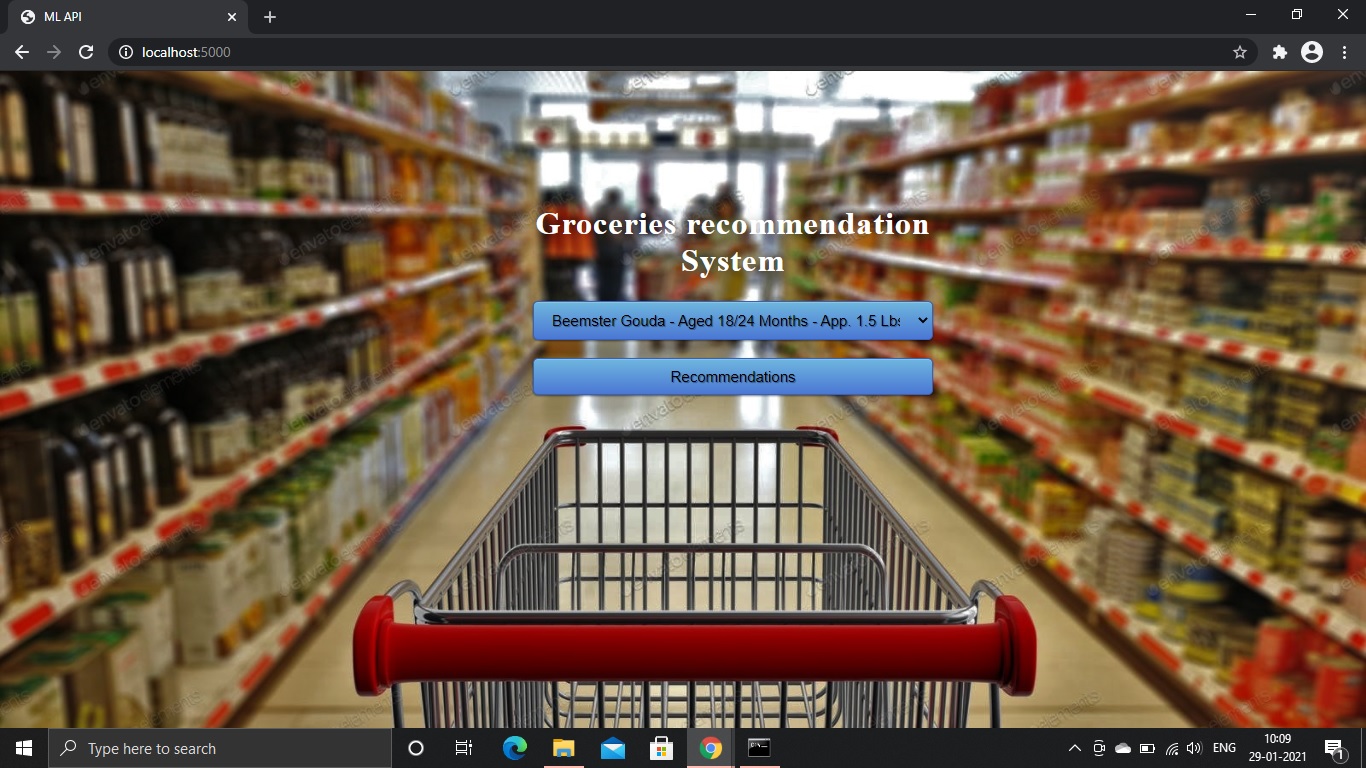 ML API
localhost:5000
Groceries recommendation
System
Beemster Gouda - Aged 18/24 Months - App. 1.5 Lbs
Recommendations
envatoelements
Type here to search
ENG
10:09
29-01-2021
1